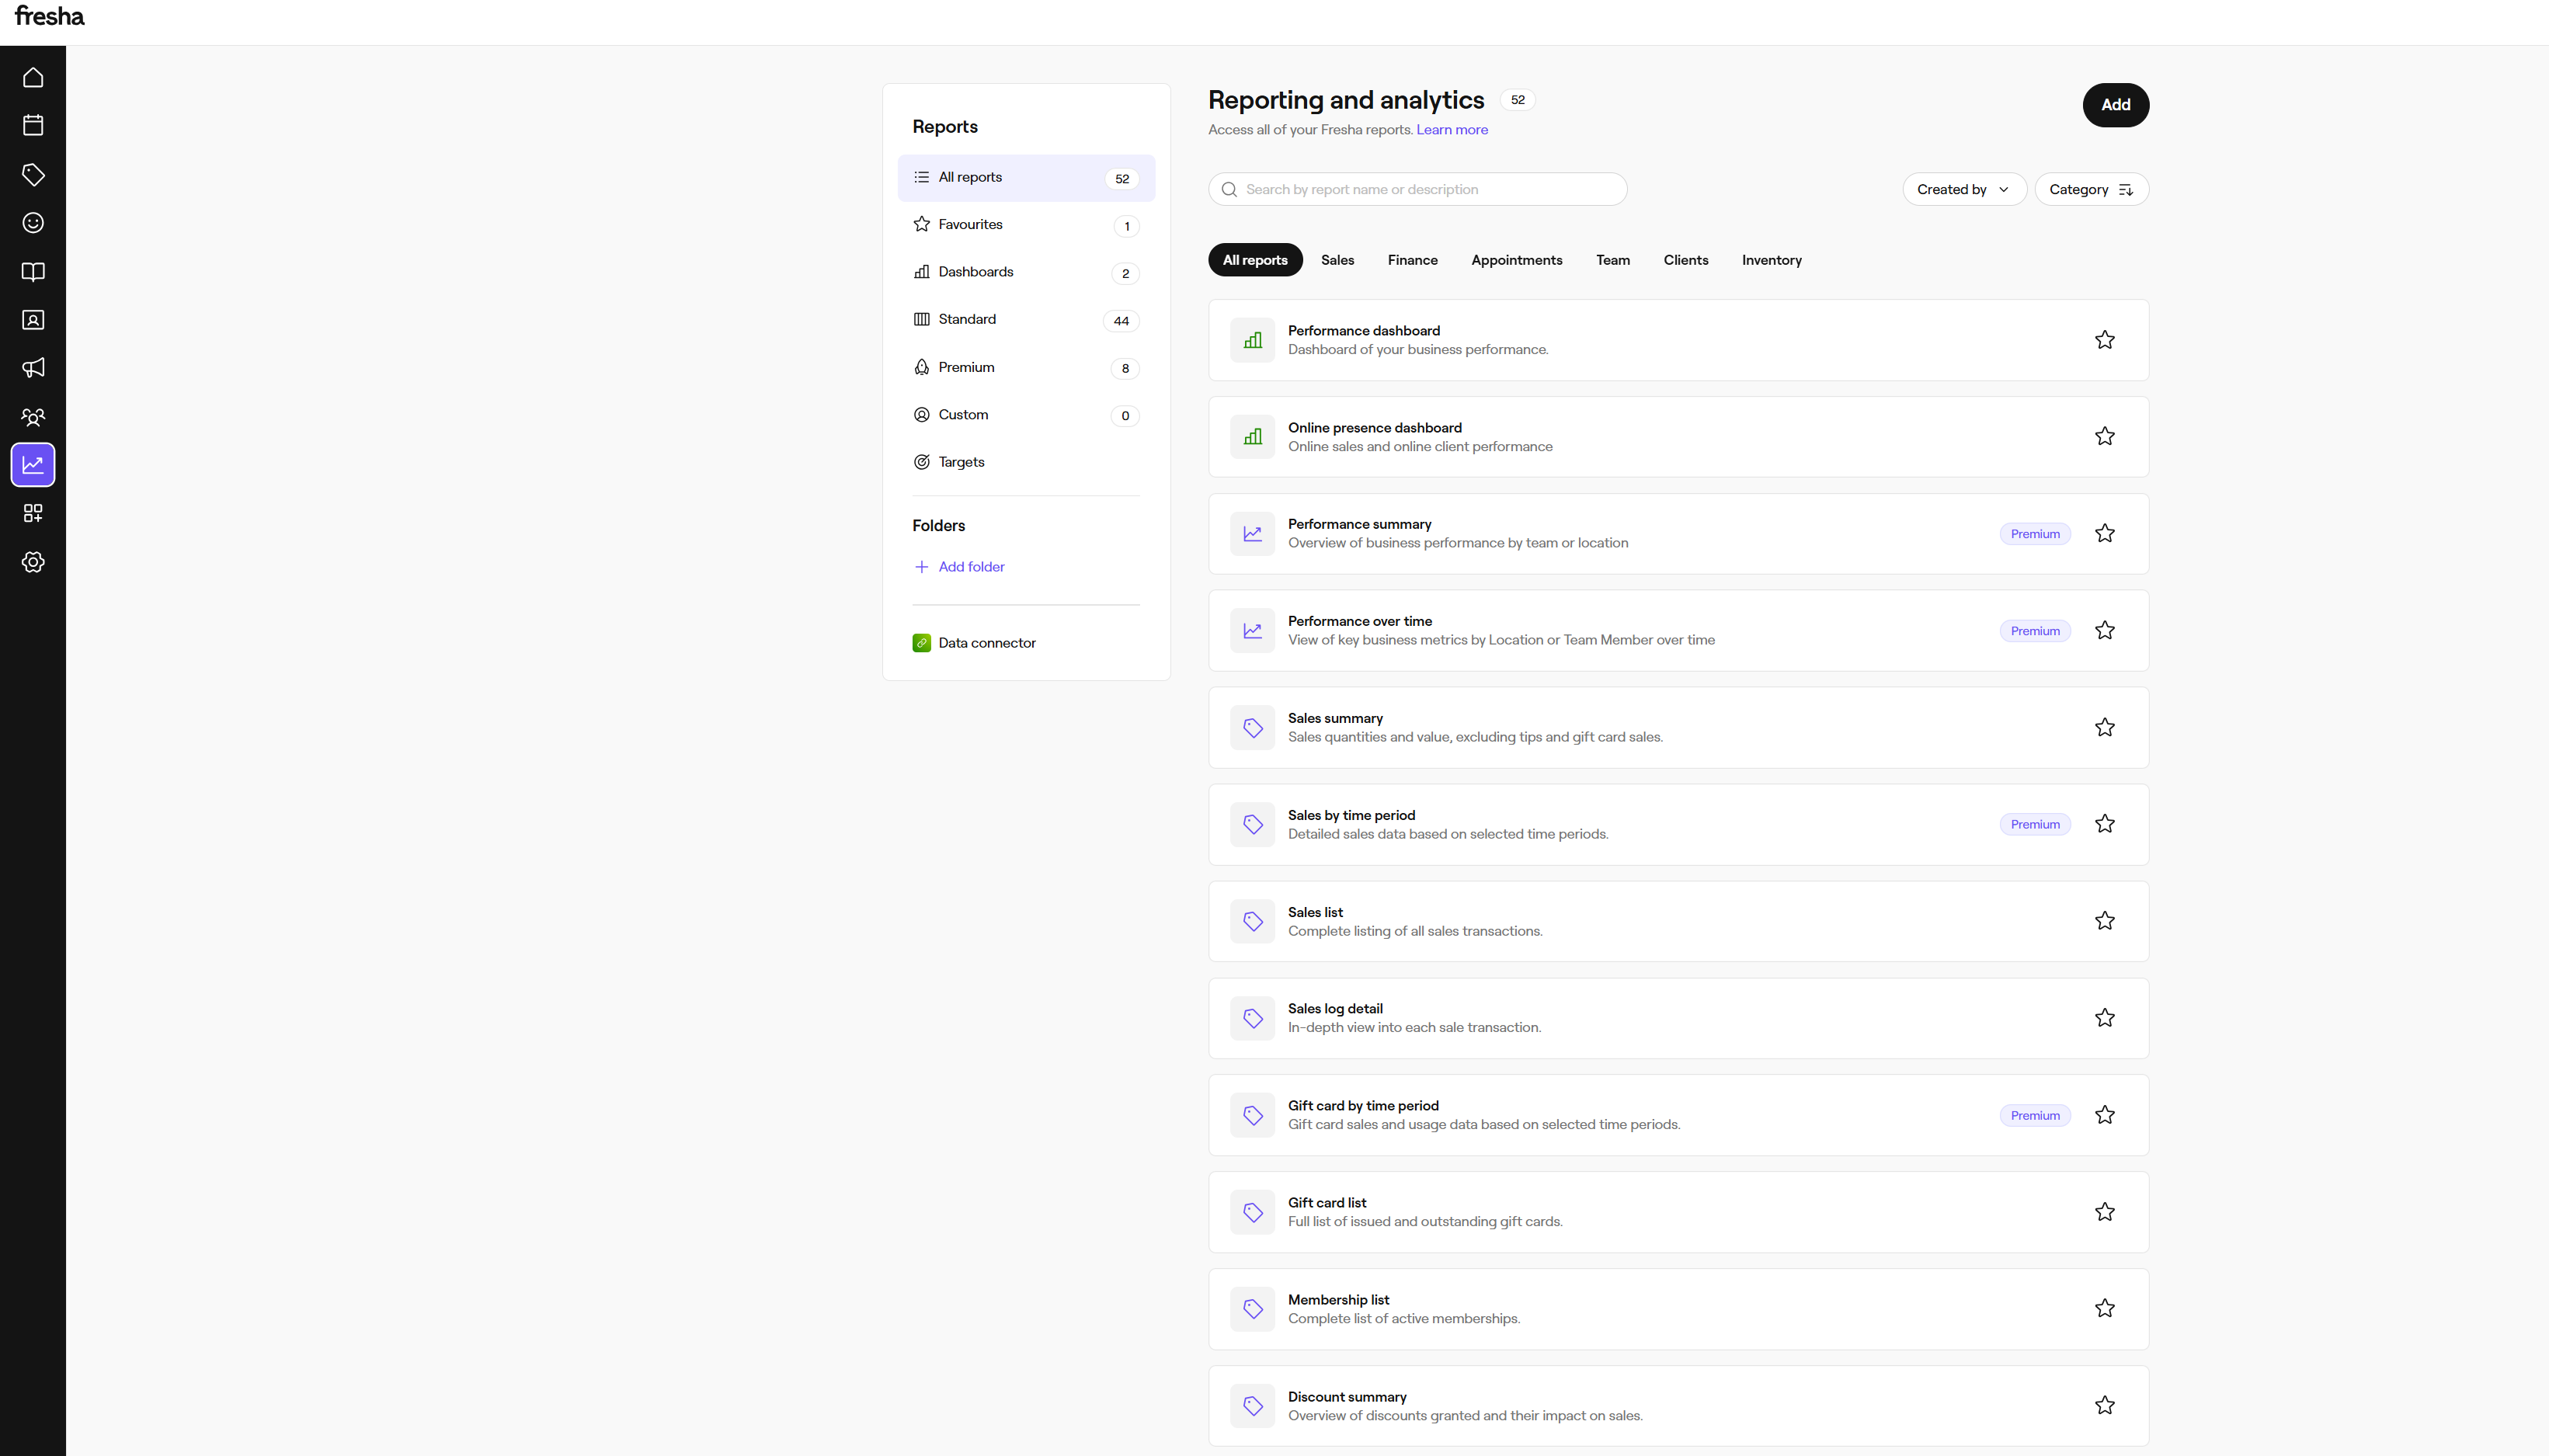 fresha
Reports
All reports 52
Favourites 1
Dashboards 2
Standard 44
Premium 8
Custom 0
Targets
Folders
Add folder
Data connector
Reporting and analytics 52
Access all of your Fresha reports. Learn more
Add
Search by report name or description
Created by
Category
All reports Sales Finance Appointments Team Clients Inventory
Performance dashboard
Dashboard of your business performance.
Online presence dashboard
Online sales and online client performance
Performance summary
Overview of business performance by team or location
Premium
Performance over time
View of key business metrics by Location or Team Member over time
Premium
Sales summary
Sales quantities and value, excluding tips and gift card sales.
Sales by time period
Detailed sales data based on selected time periods.
Premium
Sales list
Complete listing of all sales transactions.
Sales log detail
In-depth view into each sale transaction.
Gift card by time period
Gift card sales and usage data based on selected time periods.
Premium
Gift card list
Full list of issued and outstanding gift cards.
Membership list
Complete list of active memberships.
Discount summary
Overview of discounts granted and their impact on sales.